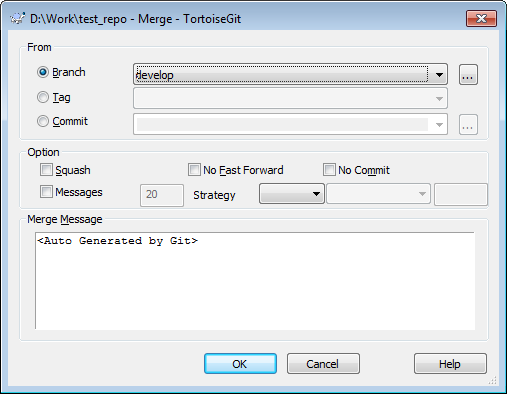 D:\Work\test_repo - Merge - TortoiseGit
From
Branch develop ...
Tag
Commit ...
Option
Squash No Fast Forward No Commit
Messages 20 Strategy
Merge Message
<Auto Generated by Git>
OK Cancel Help